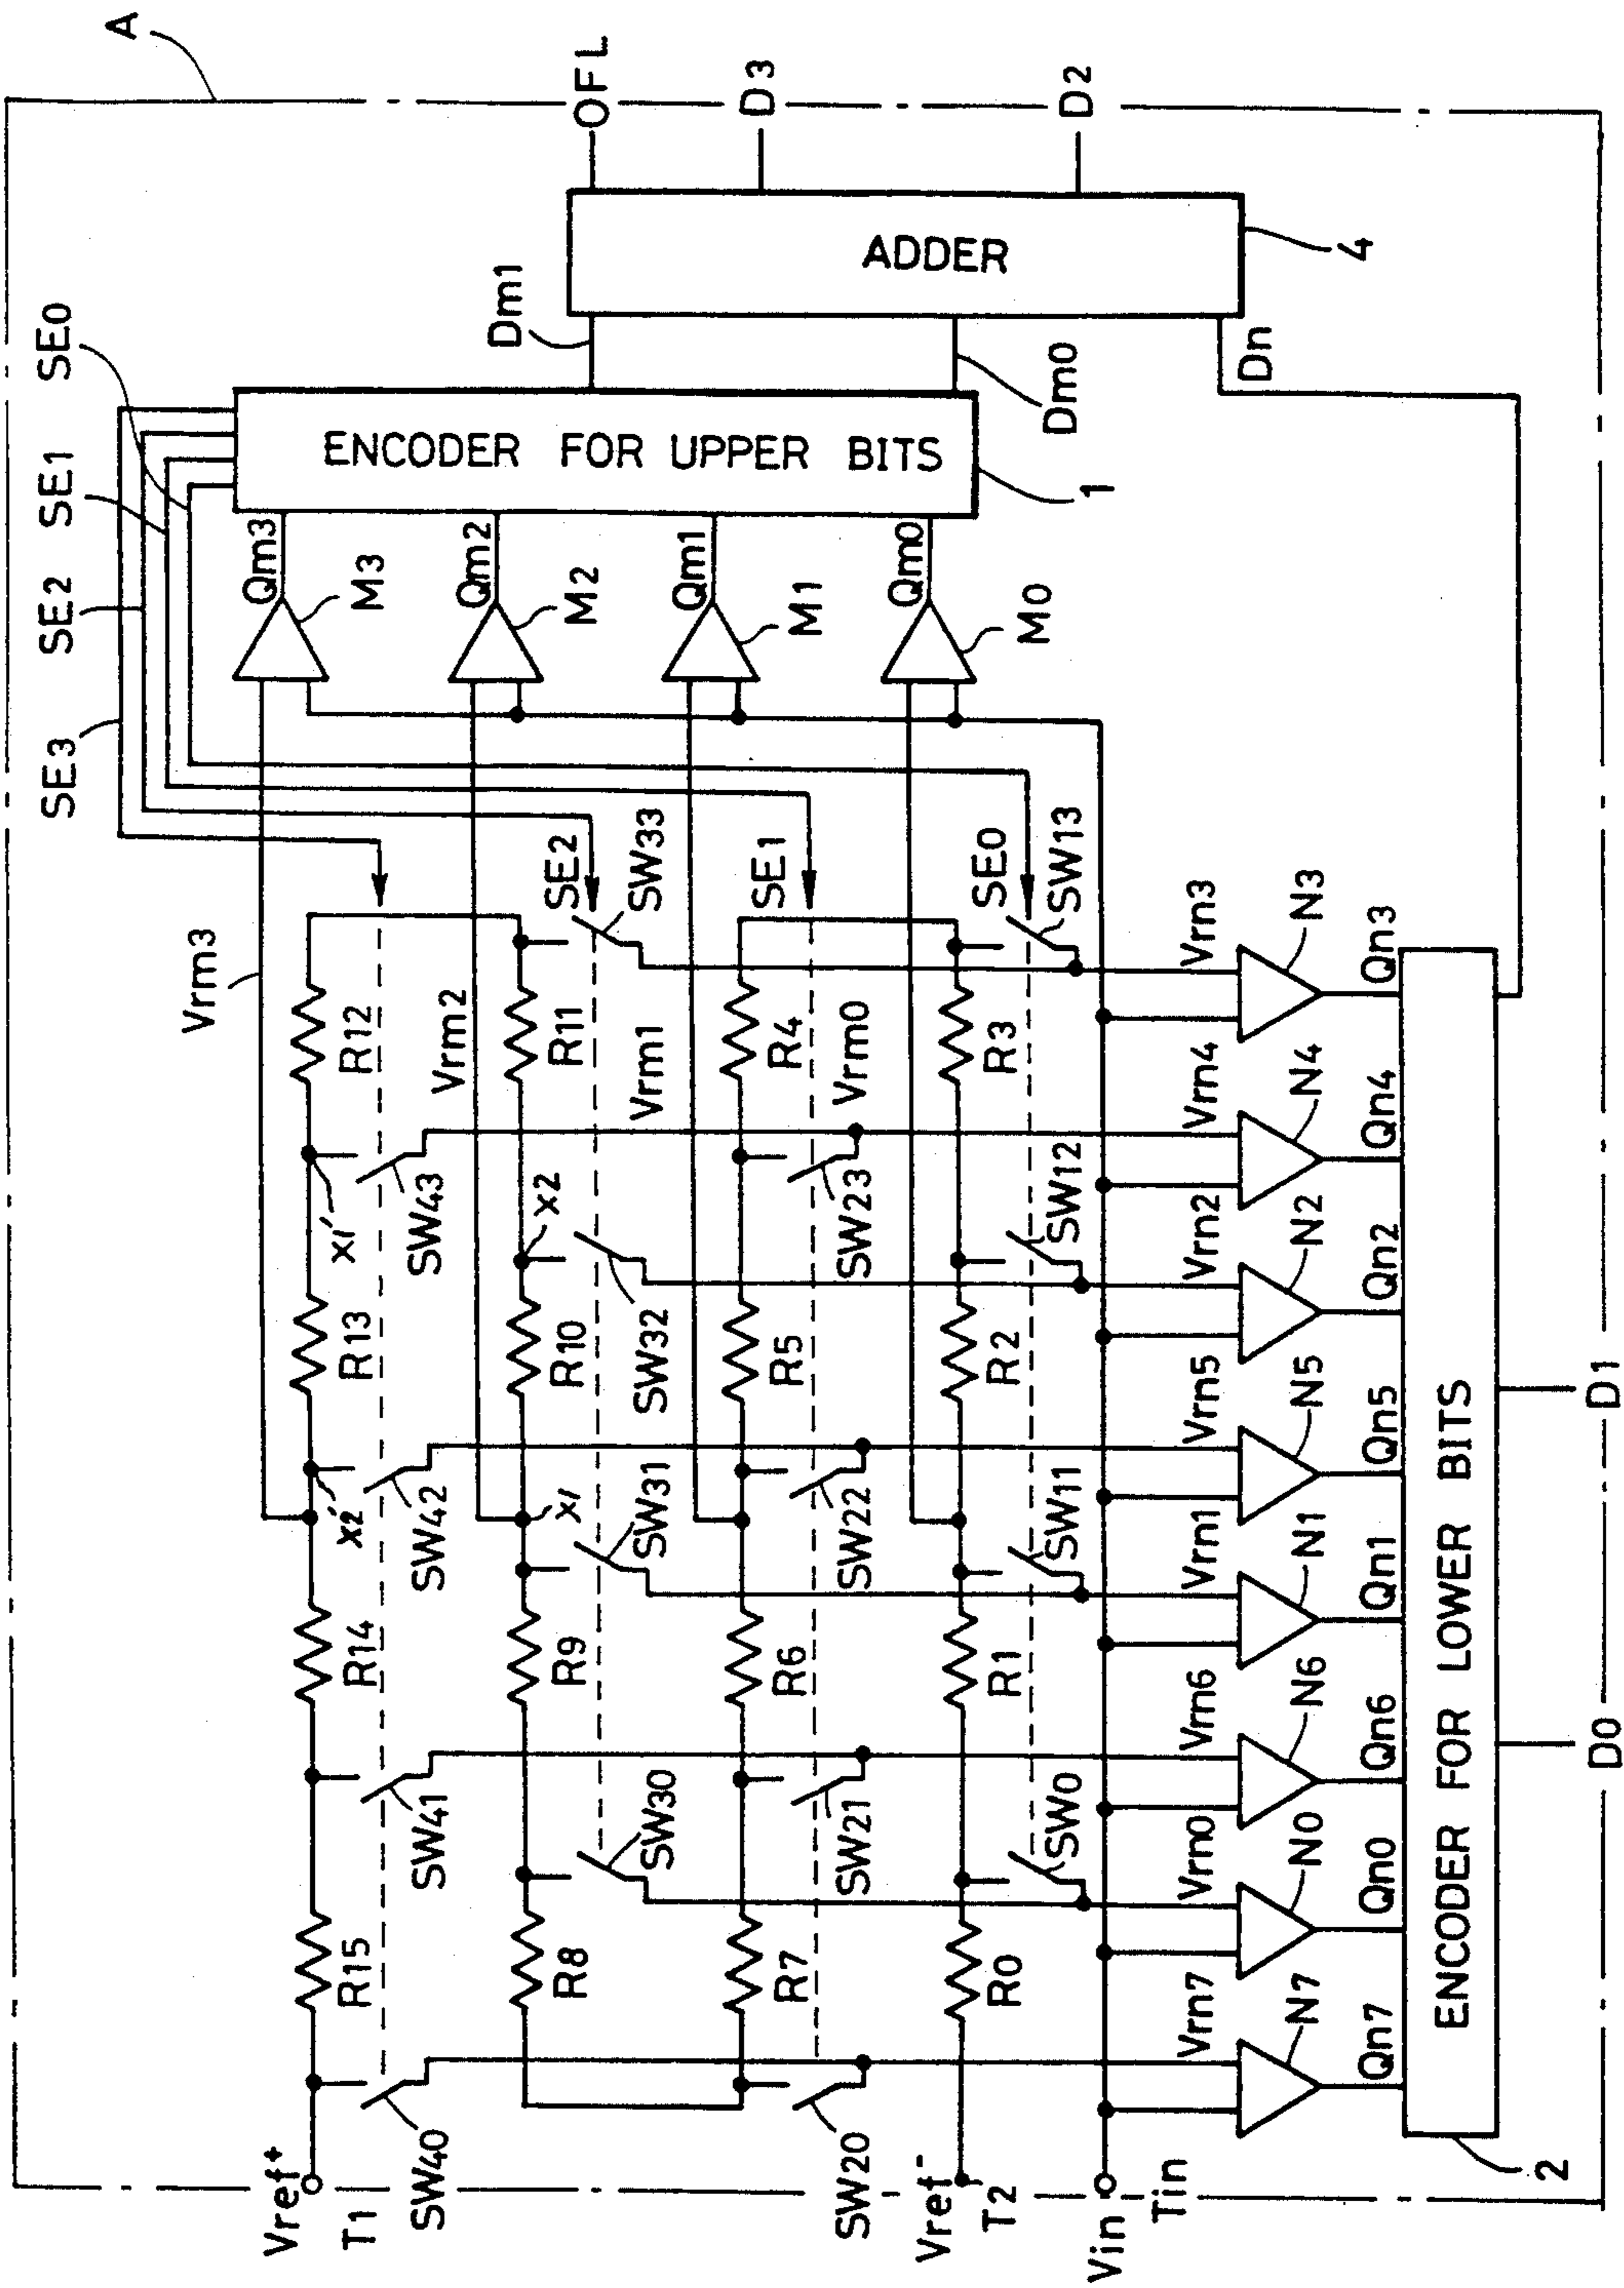 A
SE0
SE1
SE2
SE3
OFL
D3
D2
ADDER
4
Dm1
Dm0
Dn
ENCODER FOR UPPER BITS
1
Qm3
Qm2
Qm1
Qm0
M3
M2
M1
M0
Vrm3
Vrm2
Vrm1
Vrm0
SE2
SE1
SE0
Vref+
T1
R15
R14
R13
R12
x2'
x1'
SW40
SW41
SW42
SW43
R8
R9
R10
R11
x1
x2
SW30
SW31
SW32
SW33
R7
R6
R5
R4
SW20
SW21
SW22
SW23
Vref-
T2
R0
R1
R2
R3
SW0
SW11
SW12
SW13
Vin
Tin
Vrn7
Vrn0
Vrn6
Vrn1
Vrn5
Vrn2
Vrn4
Vrn3
N7
N0
N6
N1
N5
N2
N4
N3
Qn7
Qn0
Qn6
Qn1
Qn5
Qn2
Qn4
Qn3
ENCODER FOR LOWER BITS
2
D0
D1